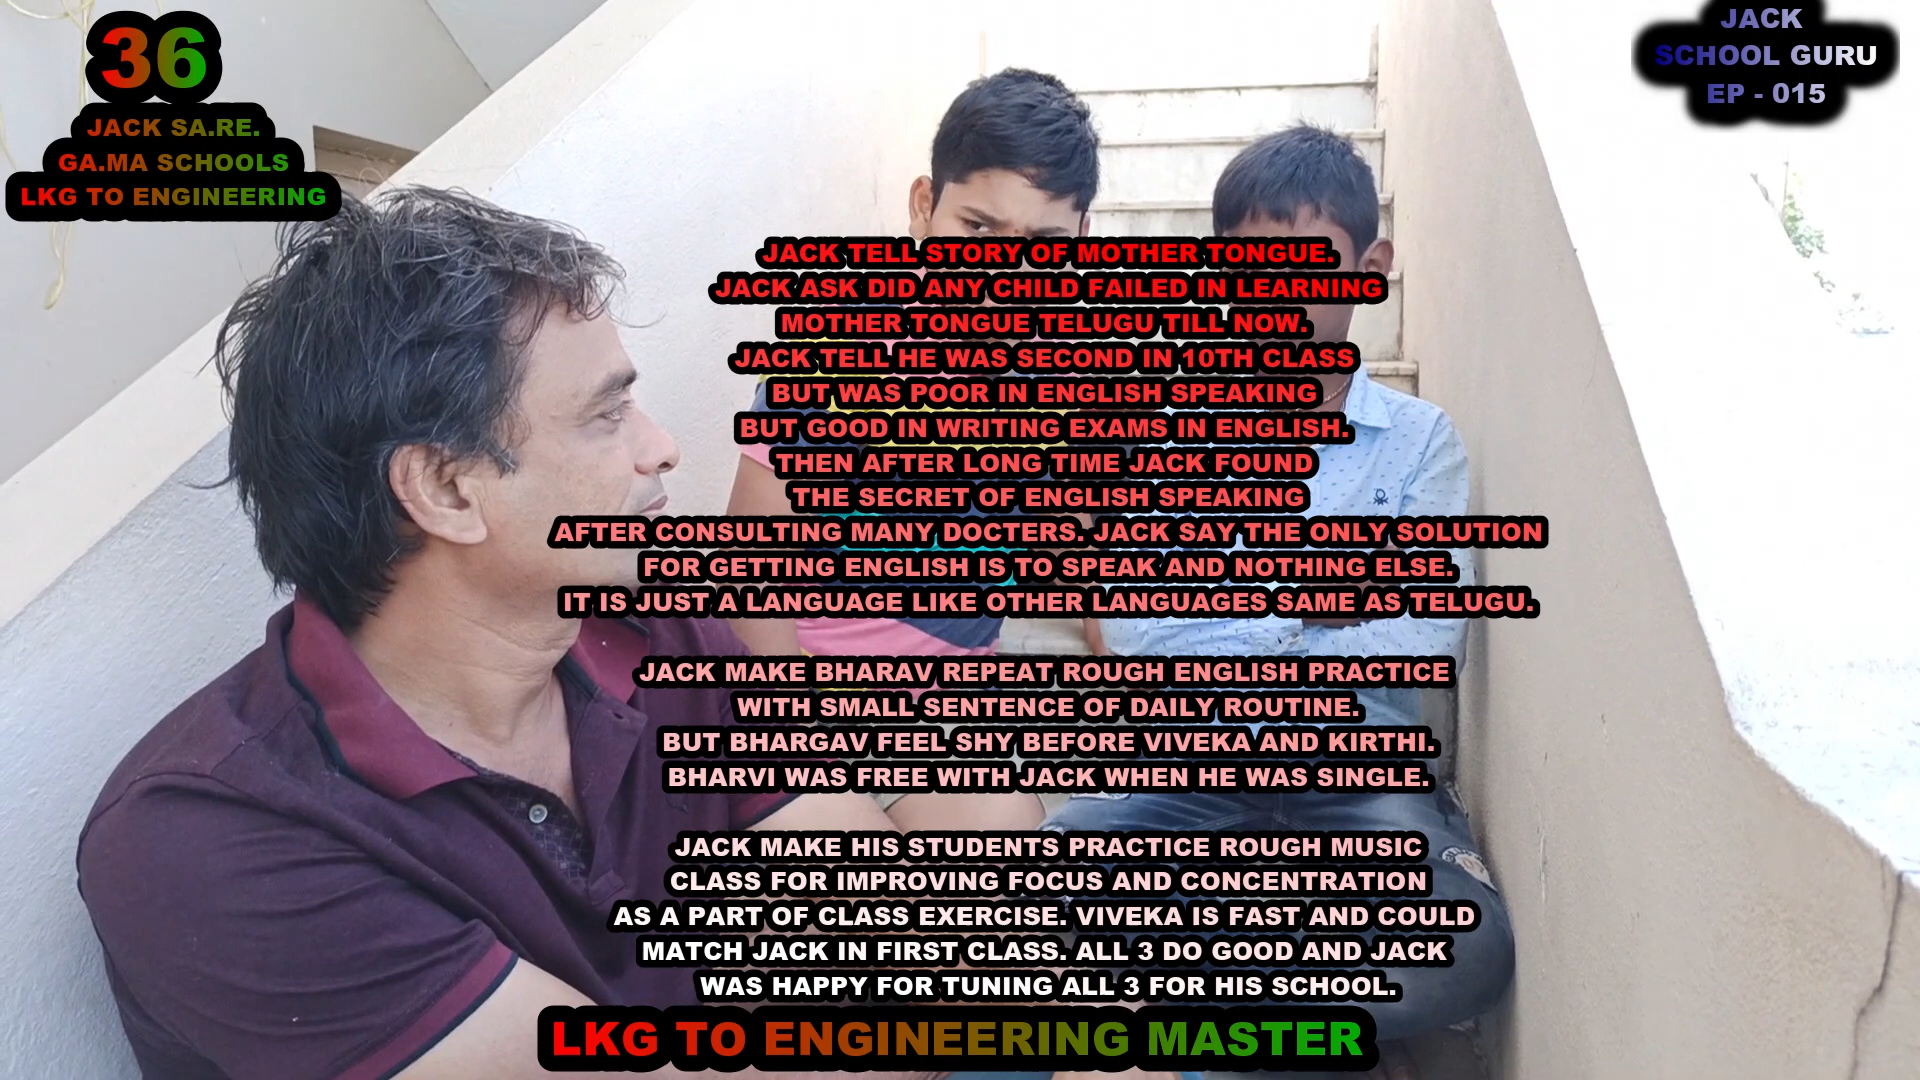 36
JACK SA.RE.
GA.MA SCHOOLS
LKG TO ENGINEERING
JACK
SCHOOL GURU
EP - 015
JACK TELL STORY OF MOTHER TONGUE.
JACK ASK DID ANY CHILD FAILED IN LEARNING
MOTHER TONGUE TELUGU TILL NOW.
JACK TELL HE WAS SECOND IN 10TH CLASS
BUT WAS POOR IN ENGLISH SPEAKING
BUT GOOD IN WRITING EXAMS IN ENGLISH.
THEN AFTER LONG TIME JACK FOUND
THE SECRET OF ENGLISH SPEAKING
AFTER CONSULTING MANY DOCTERS. JACK SAY THE ONLY SOLUTION
FOR GETTING ENGLISH IS TO SPEAK AND NOTHING ELSE.
IT IS JUST A LANGUAGE LIKE OTHER LANGUAGES SAME AS TELUGU.
JACK MAKE BHARAV REPEAT ROUGH ENGLISH PRACTICE
WITH SMALL SENTENCE OF DAILY ROUTINE.
BUT BHARGAV FEEL SHY BEFORE VIVEKA AND KIRTHI.
BHARVI WAS FREE WITH JACK WHEN HE WAS SINGLE.
JACK MAKE HIS STUDENTS PRACTICE ROUGH MUSIC
CLASS FOR IMPROVING FOCUS AND CONCENTRATION
AS A PART OF CLASS EXERCISE. VIVEKA IS FAST AND COULD
MATCH JACK IN FIRST CLASS. ALL 3 DO GOOD AND JACK
WAS HAPPY FOR TUNING ALL 3 FOR HIS SCHOOL.
LKG TO ENGINEERING MASTER